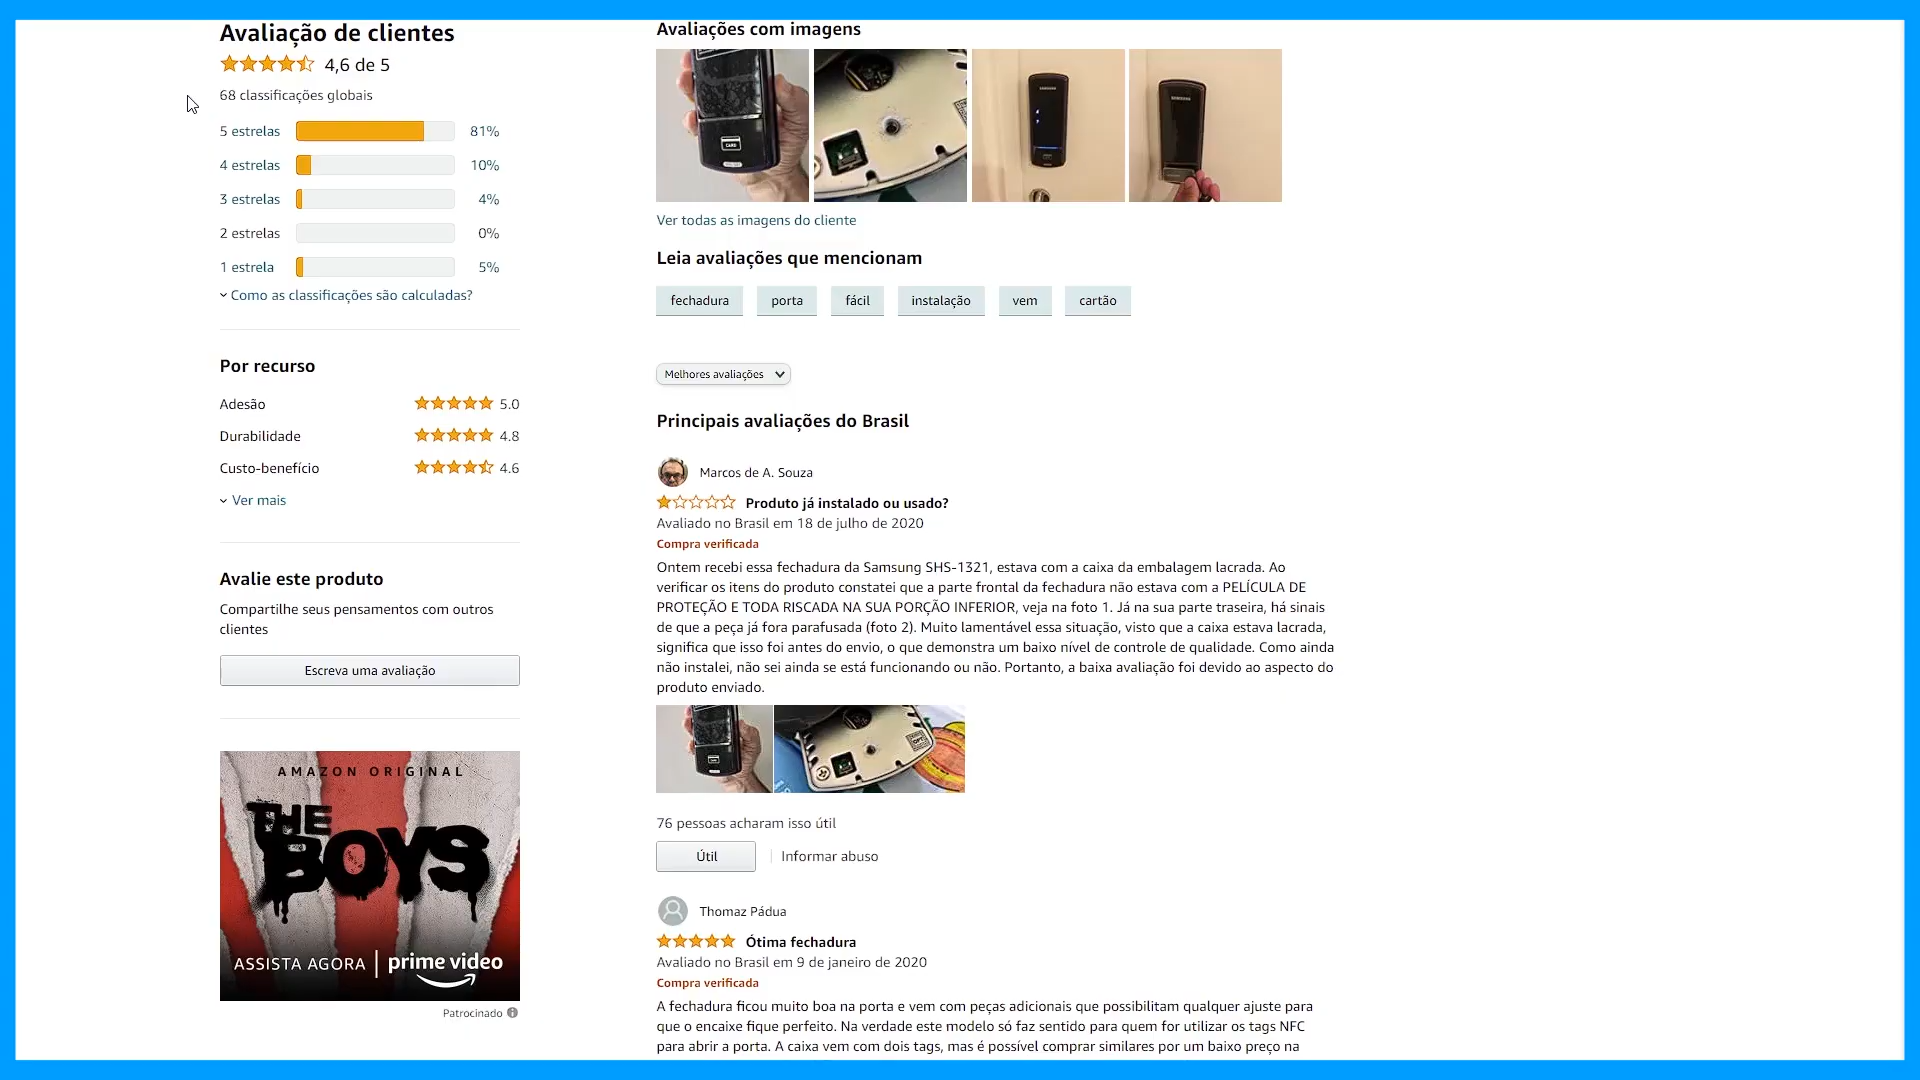 Avaliação de clientes
4,6 de 5
68 classificações globais
5 estrelas 81%
4 estrelas 10%
3 estrelas 4%
2 estrelas 0%
1 estrela 5%
Como as classificações são calculadas?
Por recurso
Adesão 5.0
Durabilidade 4.8
Custo-benefício 4.6
Ver mais
Avalie este produto
Compartilhe seus pensamentos com outros
clientes
Escreva uma avaliação
AMAZON ORIGINAL
THE
BOYS
ASSISTA AGORA | prime video
Patrocinado
Avaliações com imagens
CARD
SAMSUNG
SAMSUNG
Ver todas as imagens do cliente
Leia avaliações que mencionam
fechadura porta fácil instalação vem cartão
Melhores avaliações
Principais avaliações do Brasil
Marcos de A. Souza
Produto já instalado ou usado?
Avaliado no Brasil em 18 de julho de 2020
Compra verificada
Ontem recebi essa fechadura da Samsung SHS-1321, estava com a caixa da embalagem lacrada. Ao
verificar os itens do produto constatei que a parte frontal da fechadura não estava com a PELÍCULA DE
PROTEÇÃO E TODA RISCADA NA SUA PORÇÃO INFERIOR, veja na foto 1. Já na sua parte traseira, há sinais
de que a peça já fora parafusada (foto 2). Muito lamentável essa situação, visto que a caixa estava lacrada,
significa que isso foi antes do envio, o que demonstra um baixo nível de controle de qualidade. Como ainda
não instalei, não sei ainda se está funcionando ou não. Portanto, a baixa avaliação foi devido ao aspecto do
produto enviado.
76 pessoas acharam isso útil
Útil | Informar abuso
Thomaz Pádua
Ótima fechadura
Avaliado no Brasil em 9 de janeiro de 2020
Compra verificada
A fechadura ficou muito boa na porta e vem com peças adicionais que possibilitam qualquer ajuste para
que o encaixe fique perfeito. Na verdade este modelo só faz sentido para quem for utilizar os tags NFC
para abrir a porta. A caixa vem com dois tags, mas é possível comprar similares por um baixo preço na